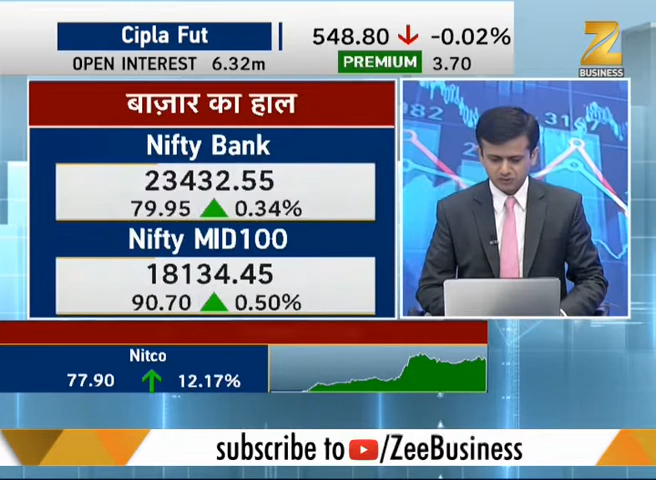 Cipla Fut
548.80 -0.02%
OPEN INTEREST 6.32m
PREMIUM 3.70
Z
BUSINESS
बाज़ार का हाल
Nifty Bank
23432.55
79.95 0.34%
Nifty MID100
18134.45
90.70 0.50%
Nitco
77.90 12.17%
subscribe to /ZeeBusiness